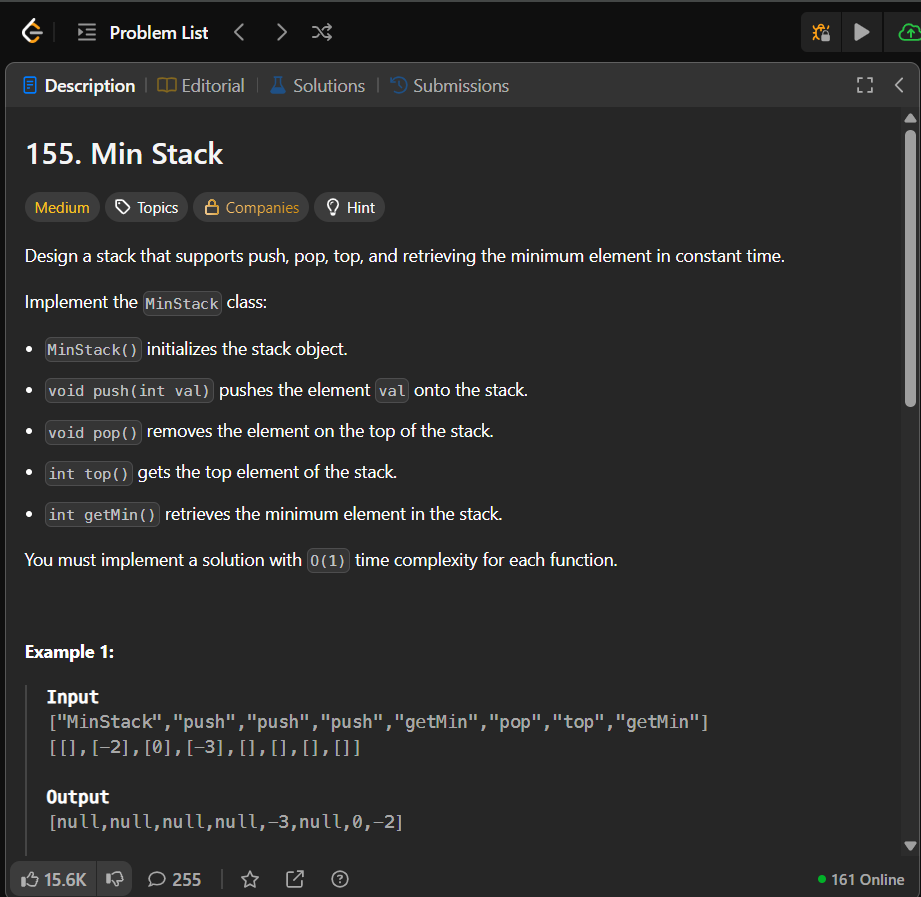 Problem List
Description
Editorial
Solutions
Submissions
155. Min Stack
Medium
Topics
Companies
Hint
Design a stack that supports push, pop, top, and retrieving the minimum element in constant time.
Implement the MinStack class:
• MinStack() initializes the stack object.
• void push(int val) pushes the element val onto the stack.
• void pop() removes the element on the top of the stack.
• int top() gets the top element of the stack.
• int getMin() retrieves the minimum element in the stack.
You must implement a solution with O(1) time complexity for each function.
Example 1:
Input
["MinStack","push","push","push","getMin","pop","top","getMin"]
[[],[-2],[0],[-3],[],[],[],[]]
Output
[null,null,null,null,-3,null,0,-2]
15.6K
255
161 Online